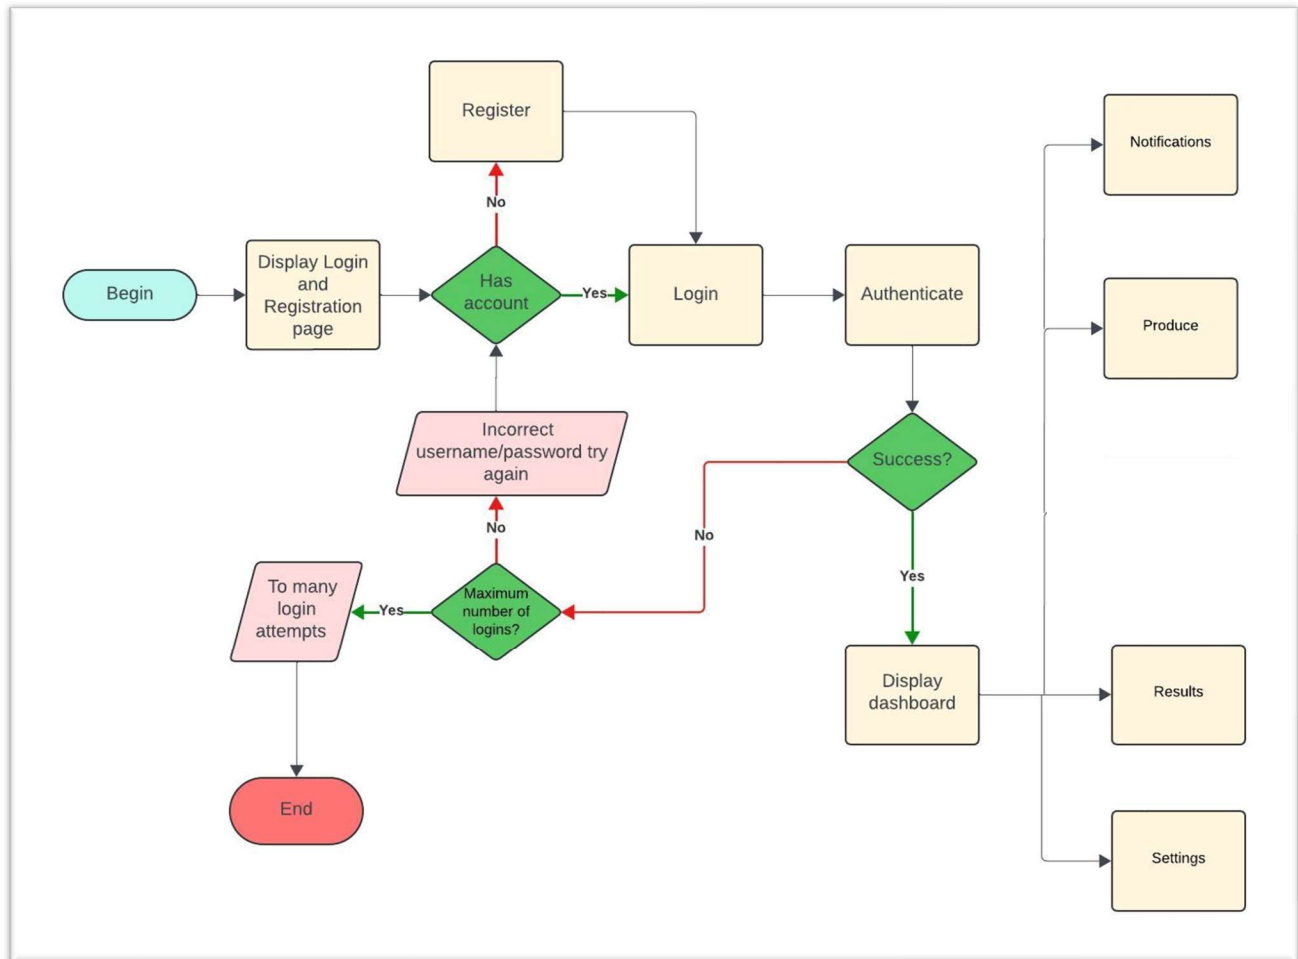 Register
Notifications
No
Display Login
and
Registration
page
Begin
Has
account
Yes
Login
Authenticate
Produce
Incorrect
username/password try
again
Success?
No
No
Yes
To many
login
attempts
Yes
Maximum
number of
logins?
Display
dashboard
Results
End
Settings